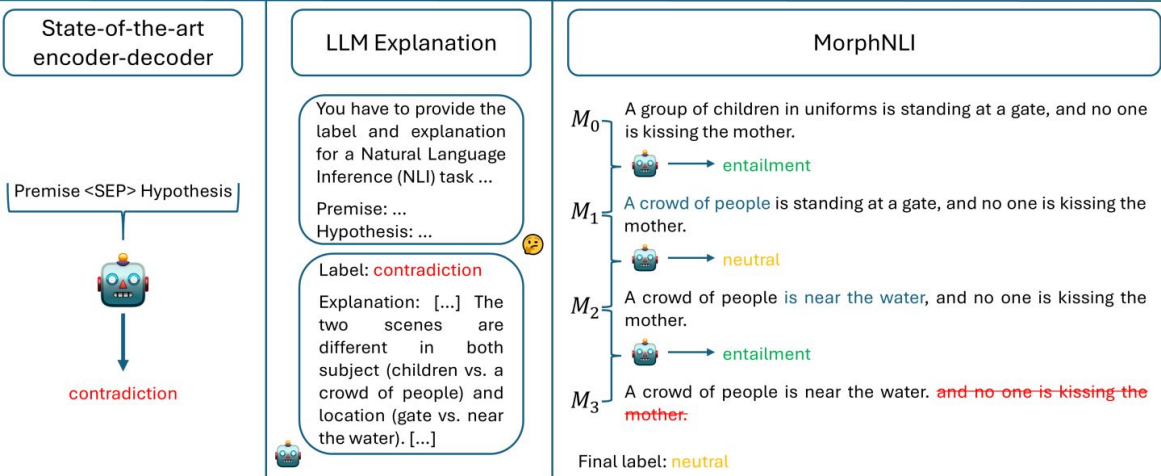 State-of-the-art
encoder-decoder
Premise <SEP> Hypothesis
contradiction
LLM Explanation
You have to provide the
label and explanation
for a Natural Language
Inference (NLI) task ...
Premise: ...
Hypothesis: ...
Label: contradiction
Explanation: [...] The
two scenes are
different in both
subject (children vs. a
crowd of people) and
location (gate vs. near
the water). [...]
MorphNLI
M0 A group of children in uniforms is standing at a gate, and no one
is kissing the mother.
entailment
M1 A crowd of people is standing at a gate, and no one is kissing the
mother.
neutral
M2 A crowd of people is near the water, and no one is kissing the
mother.
entailment
M3 A crowd of people is near the water. and no one is kissing the
mother.
Final label: neutral